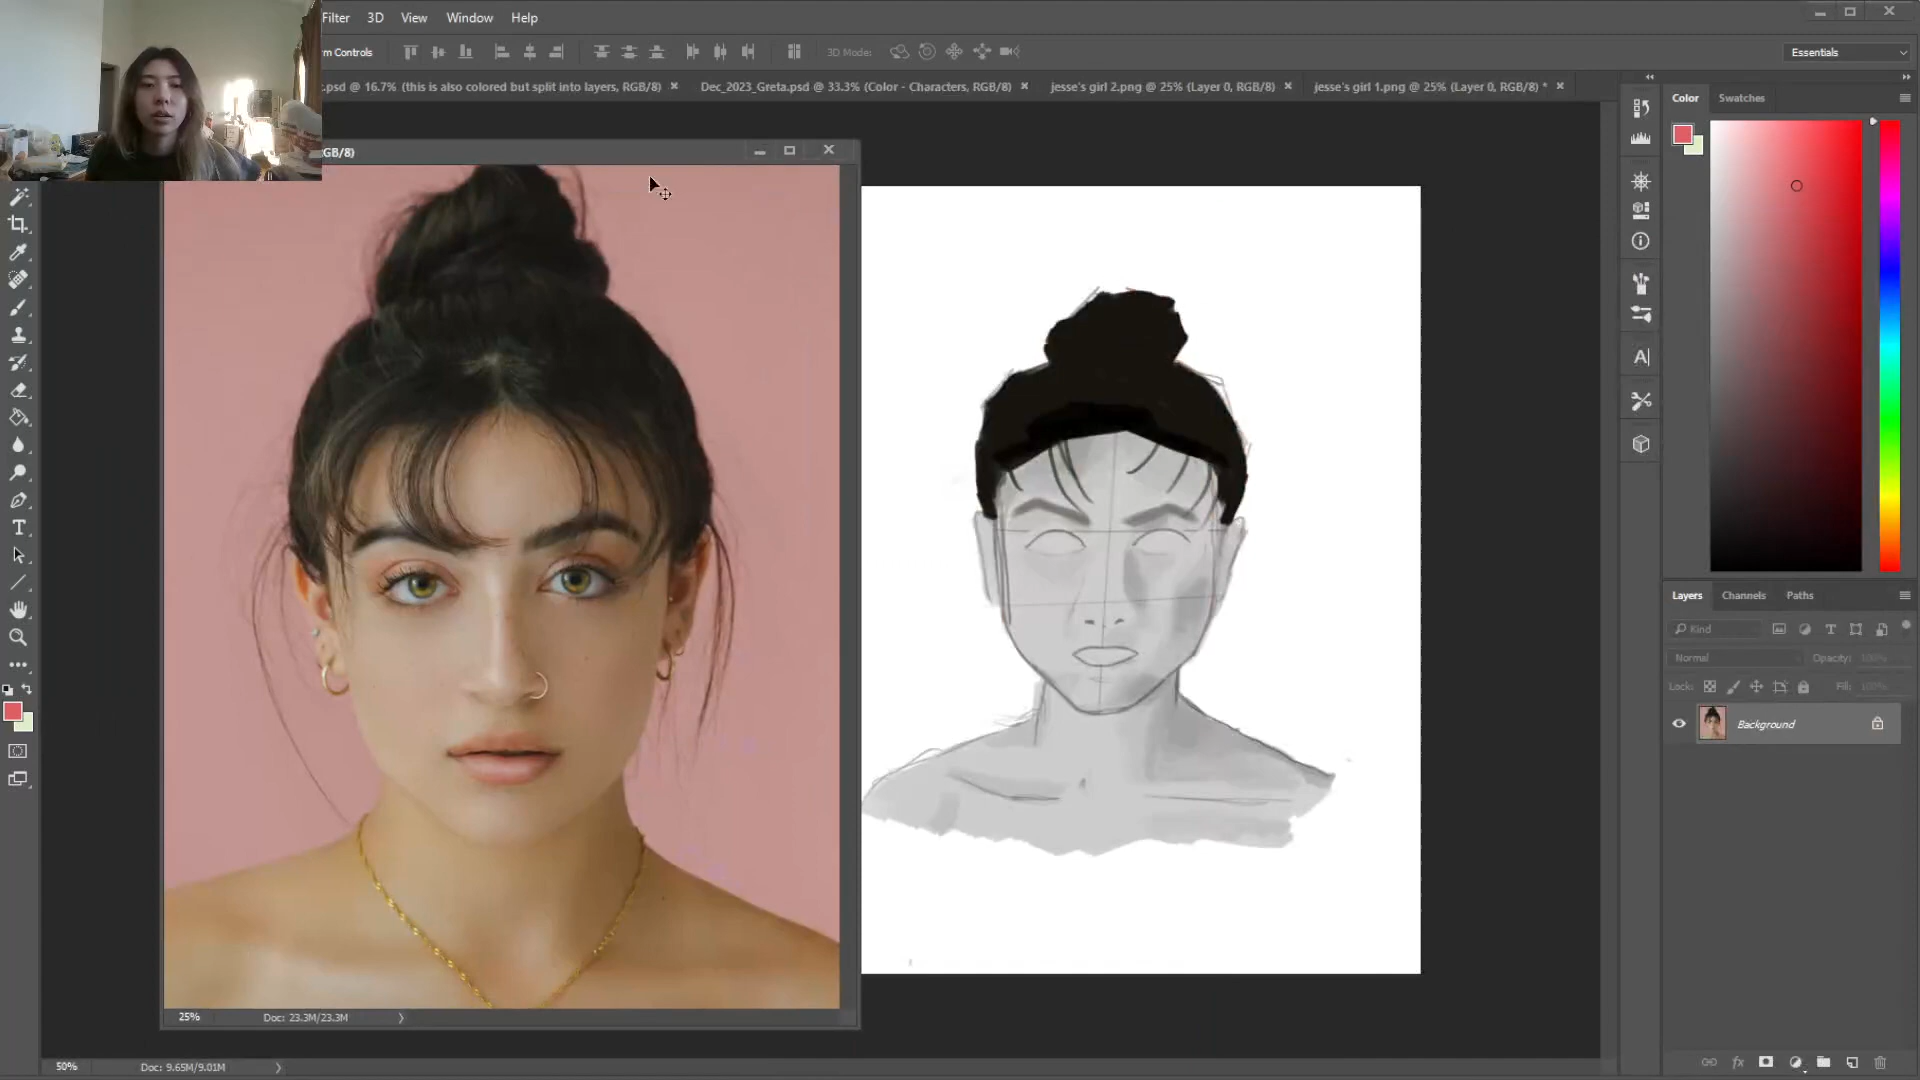 Filter 3D View Window Help
rm Controls
3D Mode:
Essentials
.psd @ 16.7% (this is also colored but split into layers, RGB/8)
Dec_2023_Greta.psd @ 33.3% (Color - Characters, RGB/8)
jesse's girl 2.png @ 25% (Layer 0, RGB/8)
jesse's girl 1.png @ 25% (Layer 0, RGB/8) *
Color Swatches
GB/8)
Layers Channels Paths
Kind
Normal Opacity: 100%
Lock: Fill: 100%
Background
25% Doc: 23.3M/23.3M
50% Doc: 9.65M/9.01M